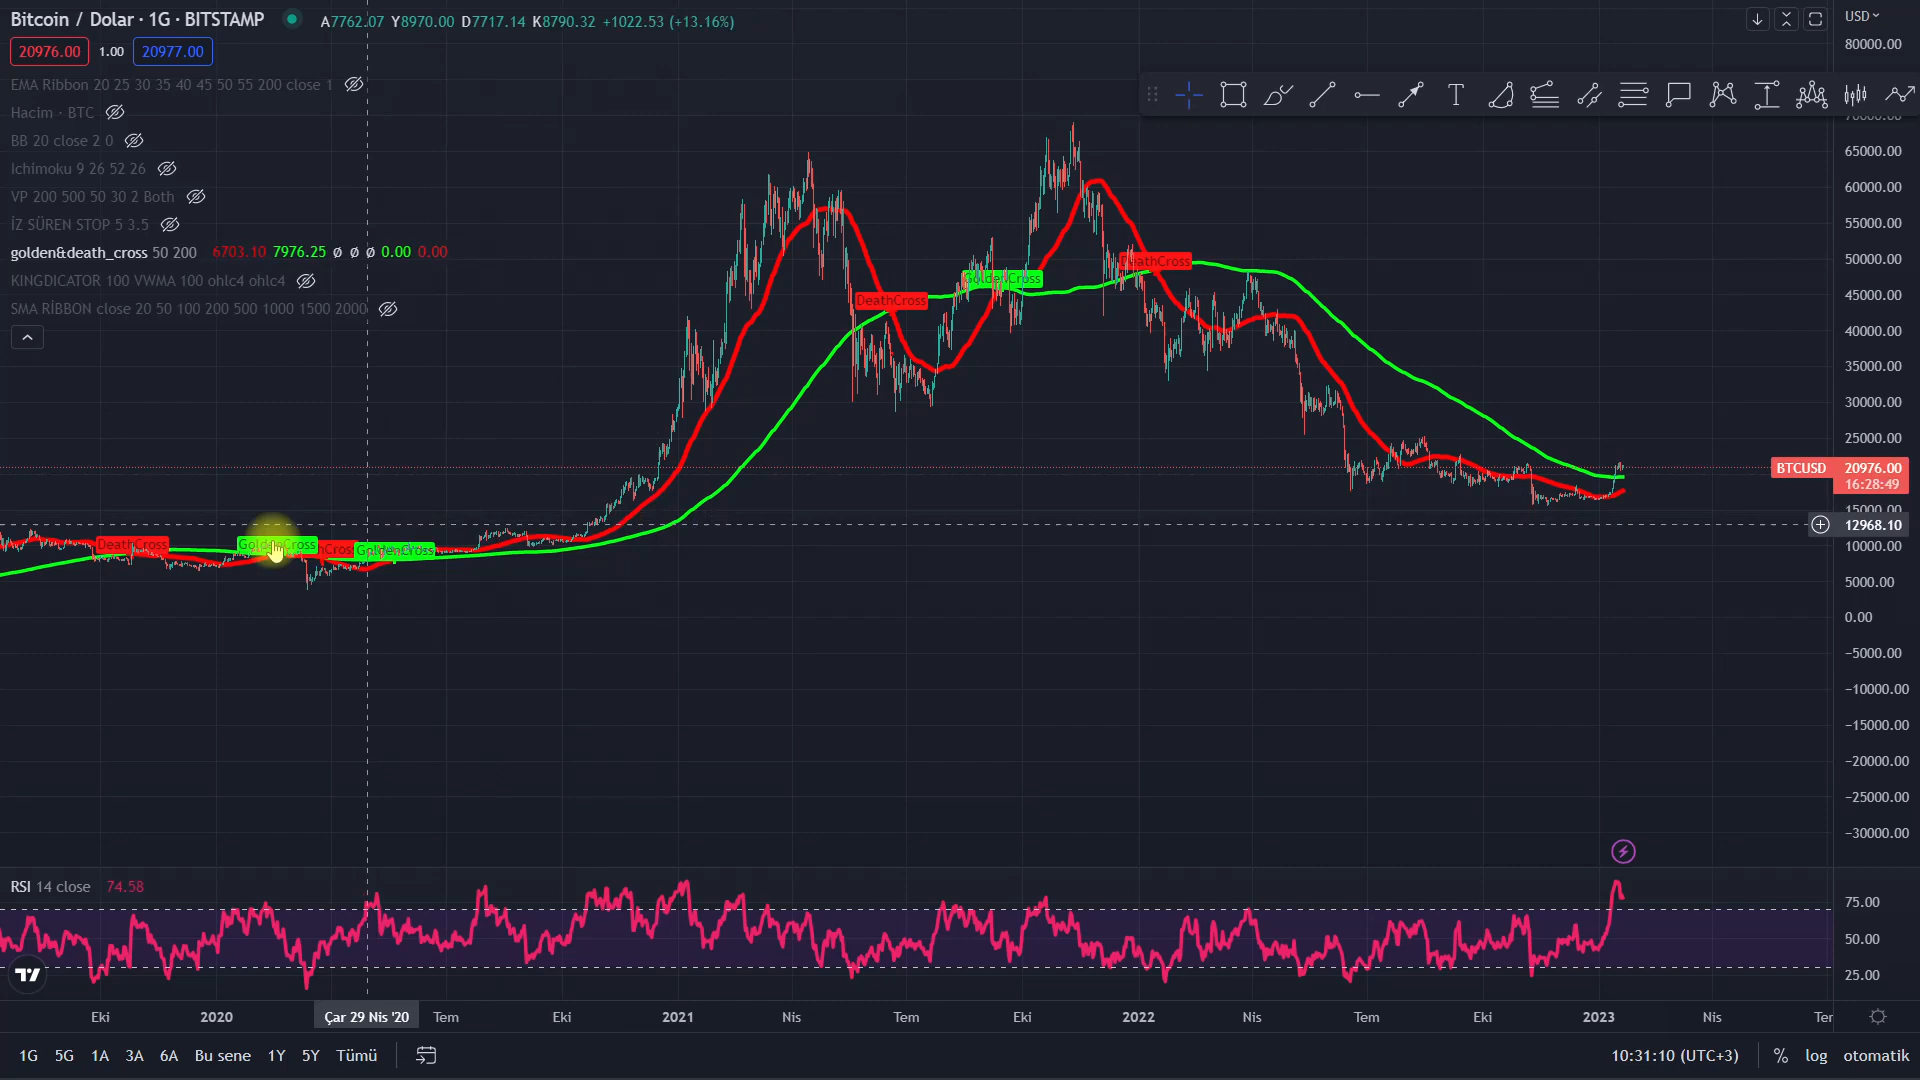 Bitcoin / Dolar · 1G · BITSTAMP A7762.07 Y8970.00 D7717.14 K8790.32 +1022.53 (+13.16%)
20976.00 1.00 20977.00
EMA Ribbon 20 25 30 35 40 45 50 55 200 close 1
Hacim · BTC
BB 20 close 2 0
Ichimoku 9 26 52 26
VP 200 500 50 30 2 Both
İZ SÜREN STOP 5 3.5
golden&death_cross 50 200 6703.10 7976.25 ø ø ø 0.00 0.00
KINGDICATOR 100 VWMA 100 ohlc4 ohlc4
SMA RİBBON close 20 50 100 200 500 1000 1500 2000
USD
80000.00
70000.00
65000.00
60000.00
55000.00
50000.00
45000.00
40000.00
35000.00
30000.00
25000.00
BTCUSD 20976.00
16:28:49
15000.00
12968.10
10000.00
5000.00
0.00
−5000.00
−10000.00
−15000.00
−20000.00
−25000.00
−30000.00
DeathCross
GoldenCross
GoldenCross
DeathCross
GoldenCross
DeathCross
RSI 14 close 74.58
75.00
50.00
25.00
Eki 2020 Çar 29 Nis '20 Tem Eki 2021 Nis Tem Eki 2022 Nis Tem Eki 2023 Nis
1G 5G 1A 3A 6A Bu sene 1Y 5Y Tümü 10:31:10 (UTC+3) % log otomatik